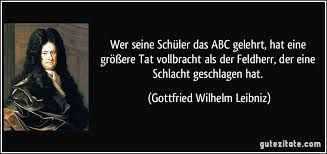 Wer seine Schüler das ABC gelehrt, hat eine
größere Tat vollbracht als der Feldherr, der eine
Schlacht geschlagen hat.
(Gottfried Wilhelm Leibniz)
gutezitate.com